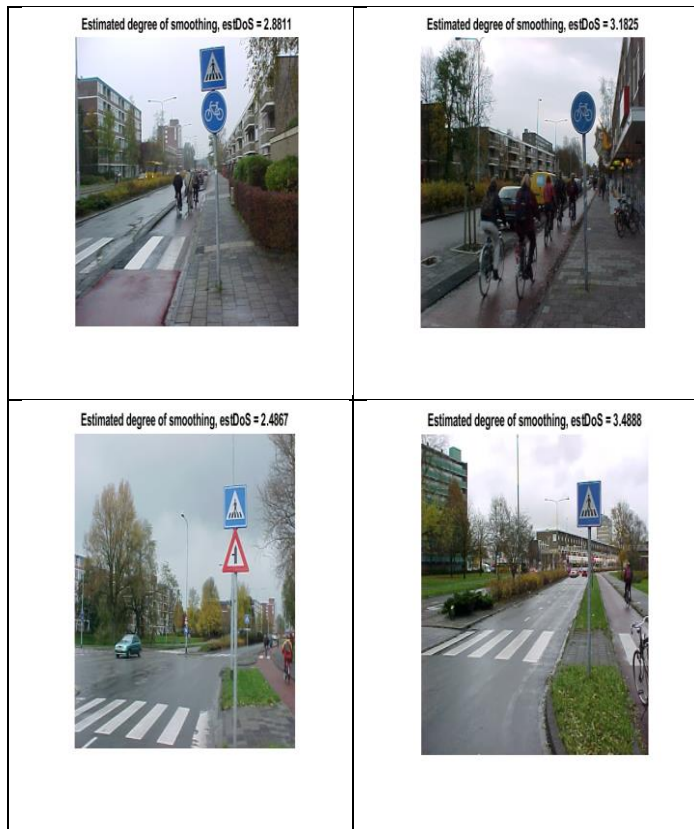 Estimated degree of smoothing, estDoS = 2.8811
Estimated degree of smoothing, estDoS = 3.1825
Estimated degree of smoothing, estDoS = 2.4867
Estimated degree of smoothing, estDoS = 3.4888